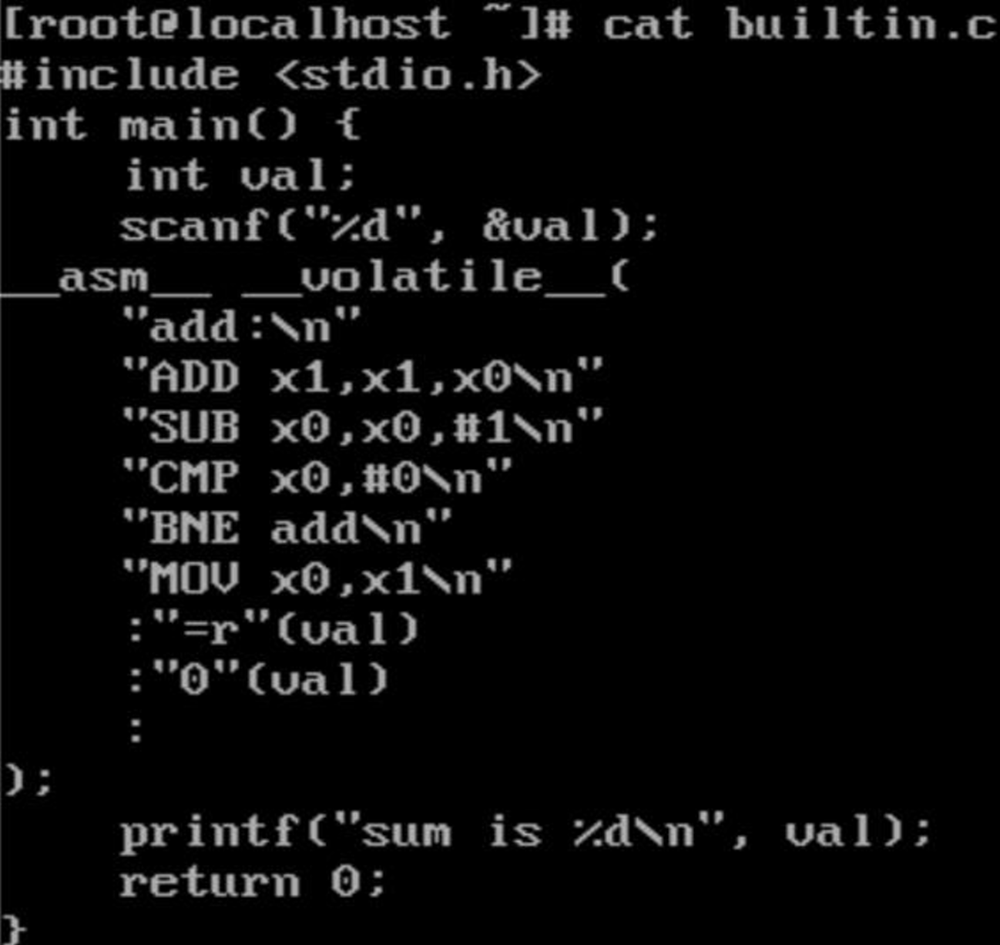 [root@localhost ~]# cat builtin.c
#include <stdio.h>
int main() {
int val;
scanf("%d", &val);
__asm__ __volatile__(
"add:\n"
"ADD x1,x1,x0\n"
"SUB x0,x0,#1\n"
"CMP x0,#0\n"
"BNE add\n"
"MOV x0,x1\n"
:"=r"(val)
:"0"(val)
:
);
printf("sum is %d\n", val);
return 0;
}